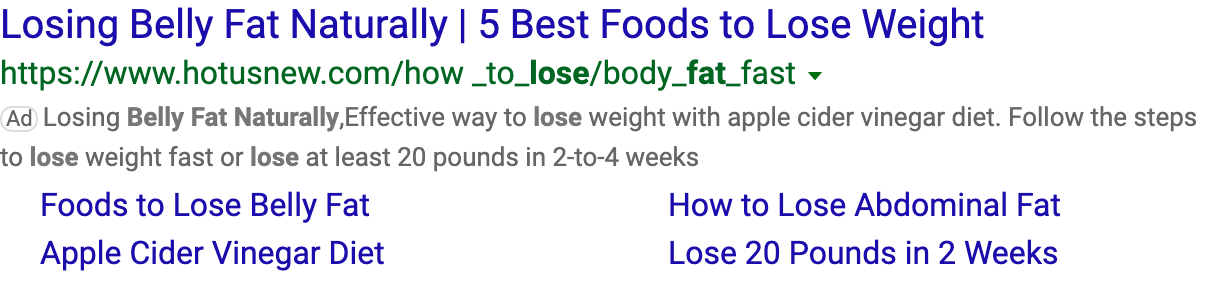 Losing Belly Fat Naturally | 5 Best Foods to Lose Weight
https://www.hotusnew.com/how _to_lose/body_fat_fast
Ad Losing Belly Fat Naturally,Effective way to lose weight with apple cider vinegar diet. Follow the steps
to lose weight fast or lose at least 20 pounds in 2-to-4 weeks
Foods to Lose Belly Fat How to Lose Abdominal Fat
Apple Cider Vinegar Diet Lose 20 Pounds in 2 Weeks